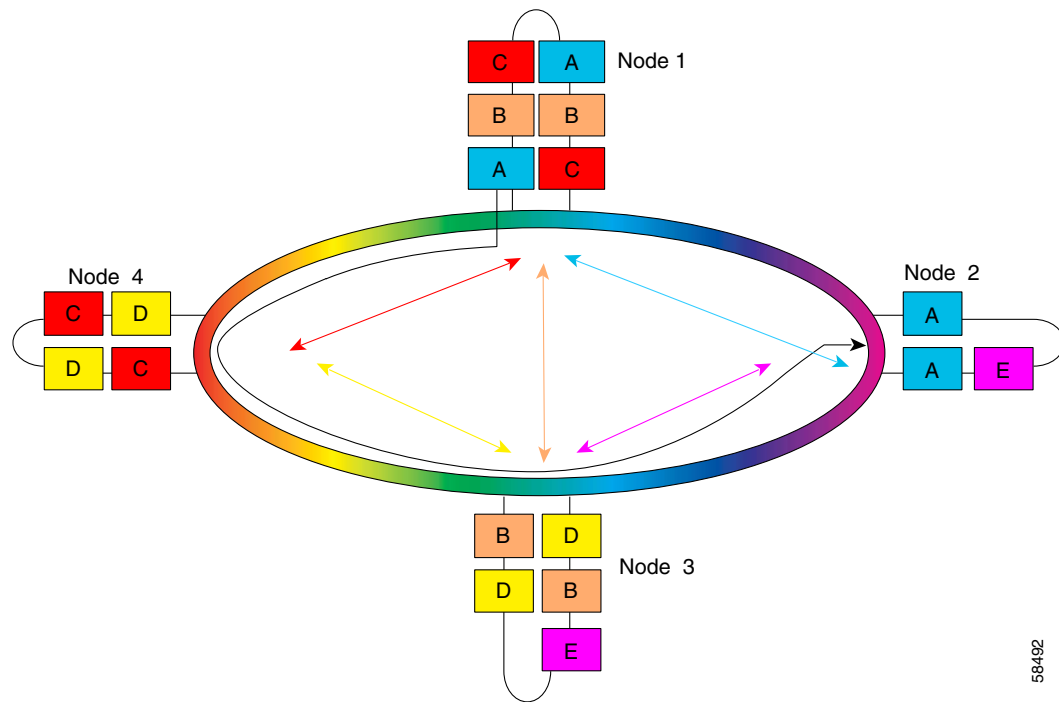 C A Node 1
B B
A C
Node 4
C D
D C
Node 2
A
A E
B D
Node 3
D B
E
58492